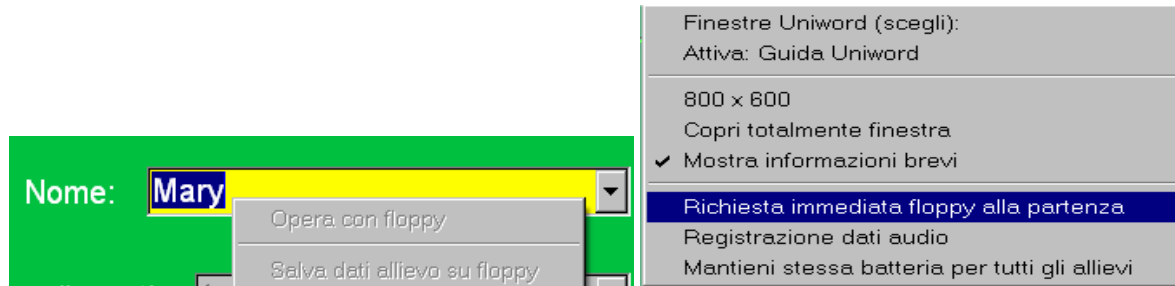 Nome: Mary
Opera con floppy
Salva dati allievo su floppy
Finestre Uniword (scegli):
Attiva: Guida Uniword
800 x 600
Copri totalmente finestra
Mostra informazioni brevi
Richiesta immediata floppy alla partenza
Registrazione dati audio
Mantieni stessa batteria per tutti gli allievi